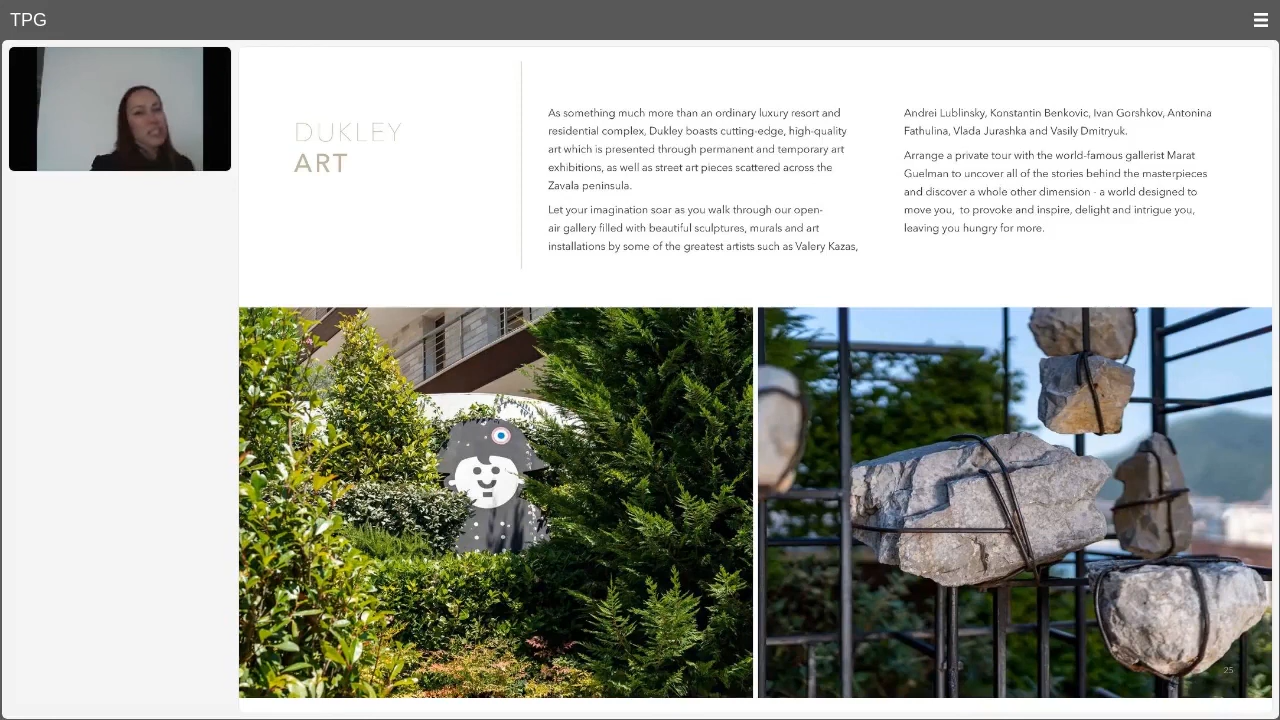 TPG
DUKLEY
ART
As something much more than an ordinary luxury resort and
residential complex, Dukley boasts cutting-edge, high-quality
art which is presented through permanent and temporary art
exhibitions, as well as street art pieces scattered across the
Zavala peninsula.
Let your imagination soar as you walk through our open-
air gallery filled with beautiful sculptures, murals and art
installations by some of the greatest artists such as Valery Kazas,
Andrei Lublinsky, Konstantin Benkovic, Ivan Gorshkov, Antonina
Fathulina, Vlada Jurashka and Vasily Dmitryuk.
Arrange a private tour with the world-famous gallerist Marat
Guelman to uncover all of the stories behind the masterpieces
and discover a whole other dimension - a world designed to
move you, to provoke and inspire, delight and intrigue you,
leaving you hungry for more.
25